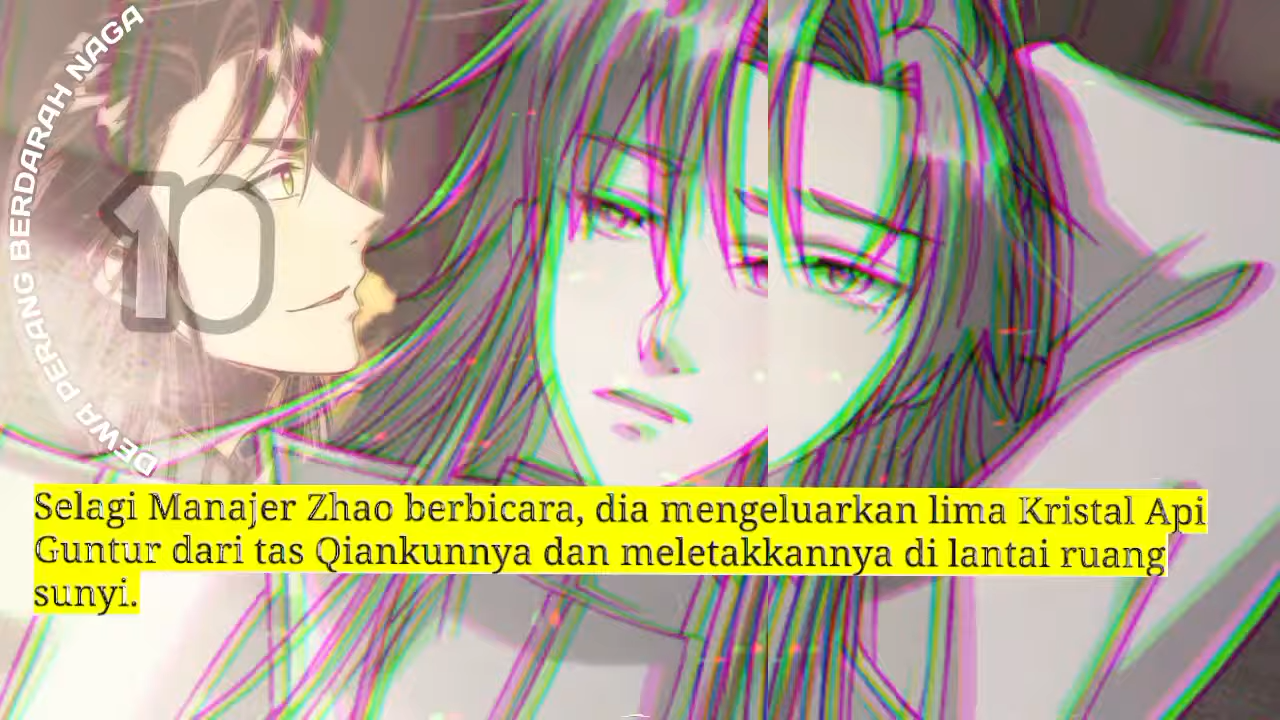 DEWA PERANG BERDARAH NAGA
10
Selagi Manajer Zhao berbicara, dia mengeluarkan lima Kristal Api
Guntur dari tas Qiankunnya dan meletakkannya di lantai ruang
sunyi.